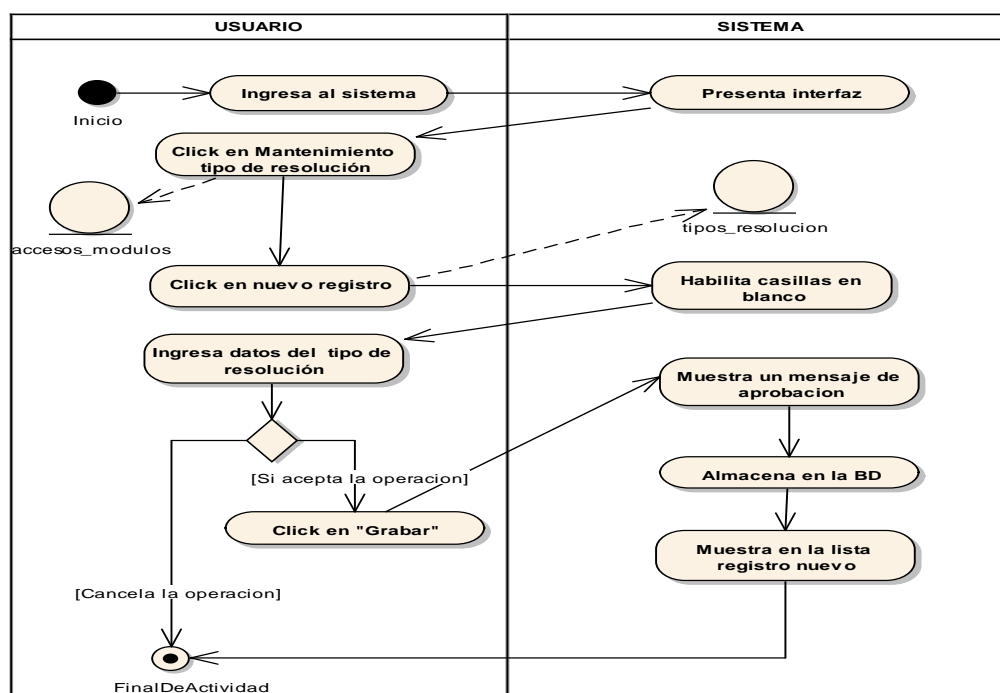 USUARIO
SISTEMA
Ingresa al sistema
Presenta interfaz
Inicio
Click en Mantenimiento
tipo de resolución
accesos_modulos
tipos_resolucion
Click en nuevo registro
Habilita casillas en
blanco
Ingresa datos del tipo de
resolución
Muestra un mensaje de
aprobacion
[Si acepta la operacion]
Almacena en la BD
Click en "Grabar"
Muestra en la lista
registro nuevo
[Cancela la operacion]
FinalDeActividad